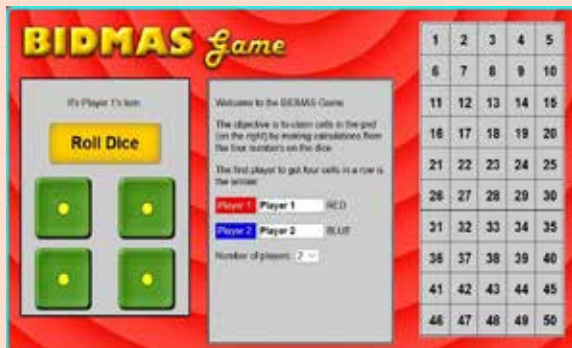 BIDMAS Game
It's Player 1's turn
Roll Dice
Welcome to the BIDMAS Game
The objective is to claim cells in the grid
(on the right) by making calculations from
the four numbers on the dice.
The first player to get four cells in a row is
the winner.
Player 1 Player 1 RED
Player 2 Player 2 BLUE
Number of players: 2
1 2 3 4 5
6 7 8 9 10
11 12 13 14 15
16 17 18 19 20
21 22 23 24 25
26 27 28 29 30
31 32 33 34 35
36 37 38 39 40
41 42 43 44 45
46 47 48 49 50